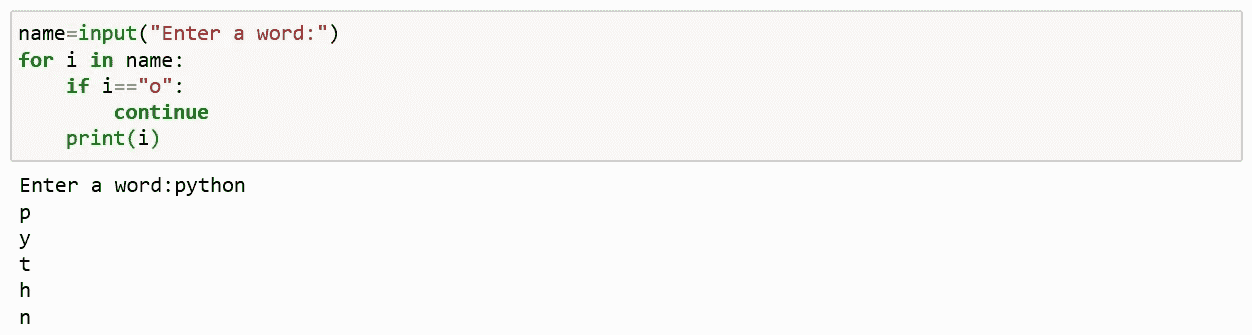 name=input("Enter a word:")
for i in name:
    if i=="o":
        continue
    print(i)
Enter a word:python
p
y
t
h
n